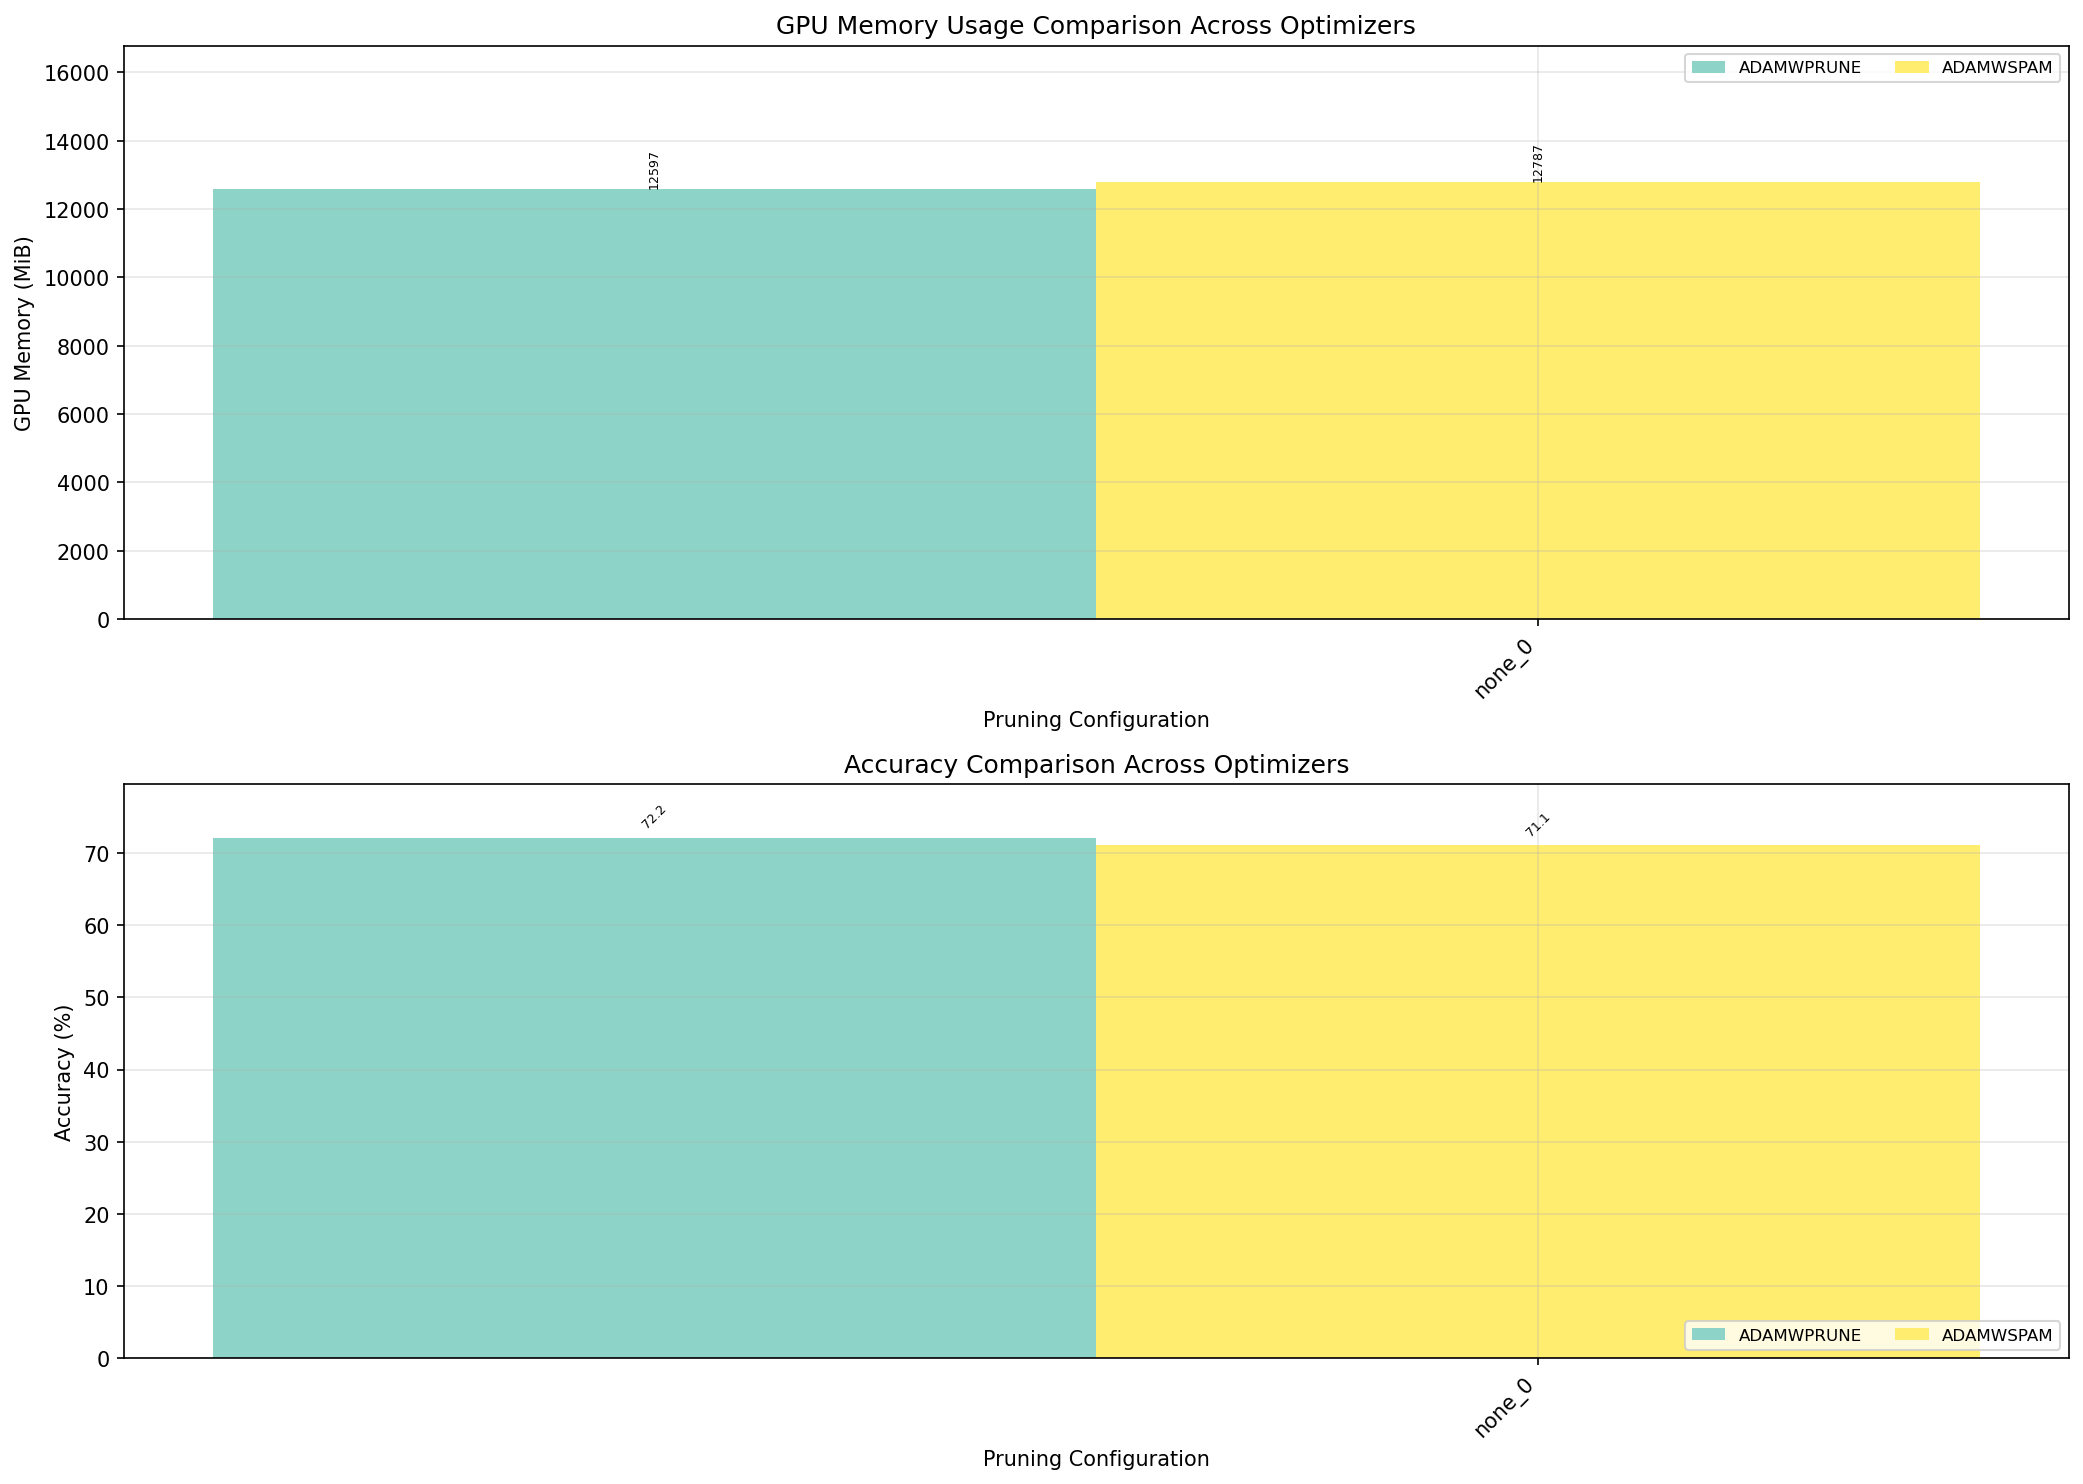 GPU Memory Usage Comparison Across Optimizers
ADAMWPRUNE ADAMWSPAM
GPU Memory (MiB)
16000
14000
12000
10000
8000
6000
4000
2000
0
12597
12787
none_0
Pruning Configuration
Accuracy Comparison Across Optimizers
Accuracy (%)
70
60
50
40
30
20
10
0
72.2
71.1
ADAMWPRUNE ADAMWSPAM
none_0
Pruning Configuration